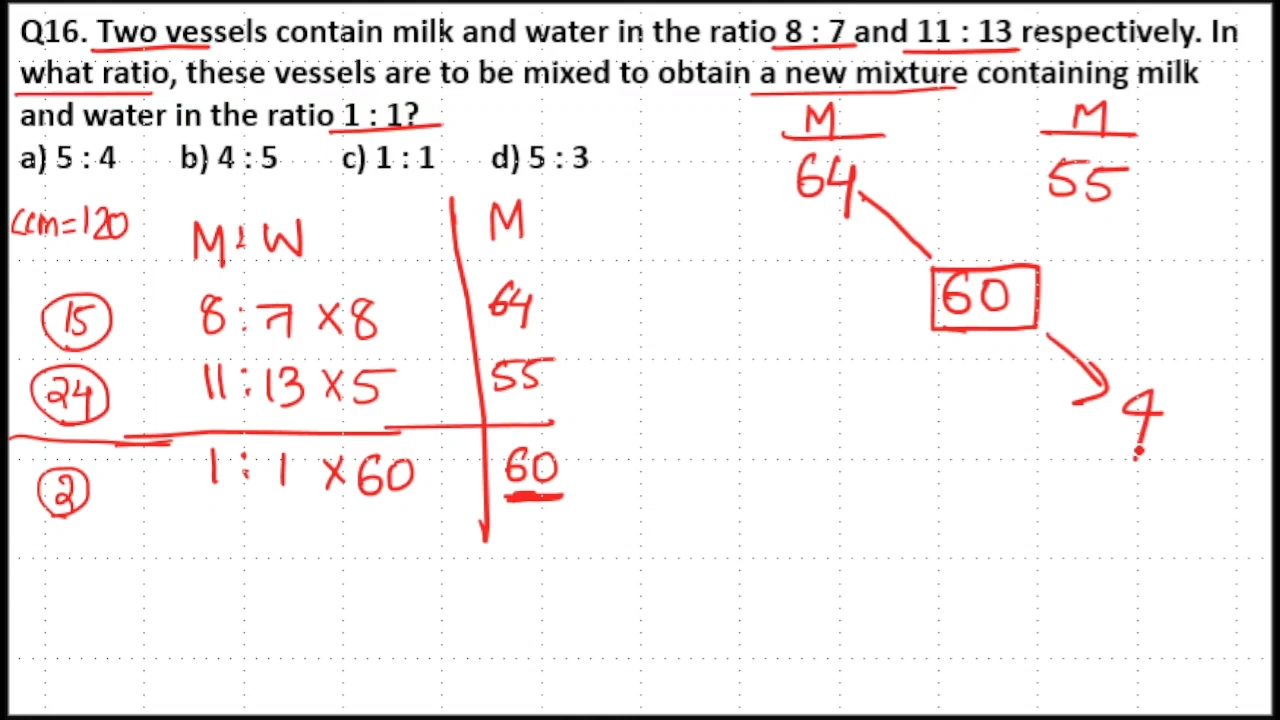 Q16. Two vessels contain milk and water in the ratio 8 : 7 and 11 : 13 respectively. In
what ratio, these vessels are to be mixed to obtain a new mixture containing milk
and water in the ratio 1 : 1?
a) 5 : 4 b) 4 : 5 c) 1 : 1 d) 5 : 3
M M
64 55
60
4
LCM=120
M : W M
15 8 : 7 × 8 64
24 11 : 13 × 5 55
2 1 : 1 × 60 60